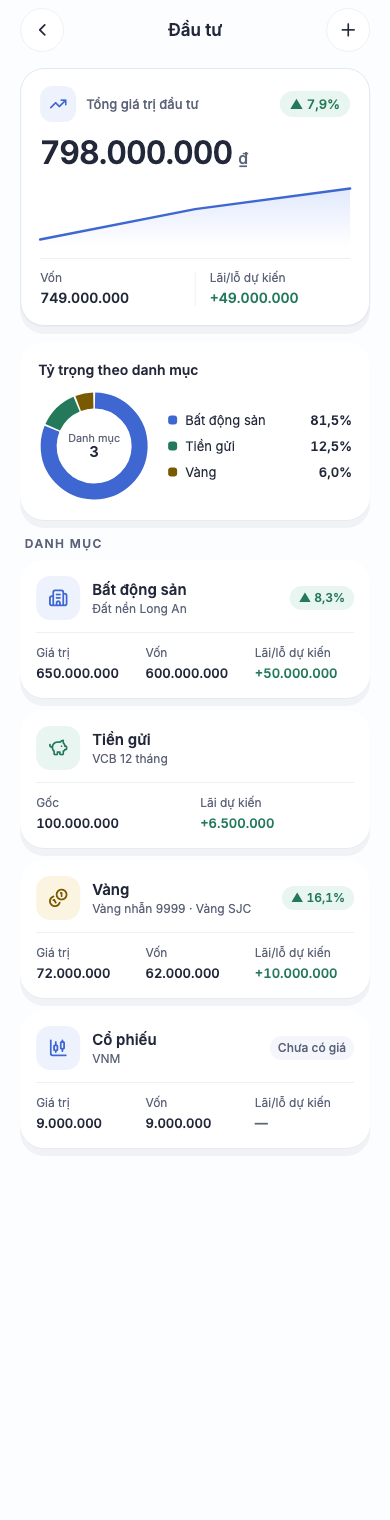 Đầu tư
Tổng giá trị đầu tư
▲ 7,9%
798.000.000 ₫
Vốn
749.000.000
Lãi/lỗ dự kiến
+49.000.000
Tỷ trọng theo danh mục
Danh mục
3
Bất động sản 81,5%
Tiền gửi 12,5%
Vàng 6,0%
DANH MỤC
Bất động sản
Đất nền Long An
▲ 8,3%
Giá trị Vốn Lãi/lỗ dự kiến
650.000.000 600.000.000 +50.000.000
Tiền gửi
VCB 12 tháng
Gốc Lãi dự kiến
100.000.000 +6.500.000
Vàng
Vàng nhẫn 9999 · Vàng SJC
▲ 16,1%
Giá trị Vốn Lãi/lỗ dự kiến
72.000.000 62.000.000 +10.000.000
Cổ phiếu
VNM
Chưa có giá
Giá trị Vốn Lãi/lỗ dự kiến
9.000.000 9.000.000 —